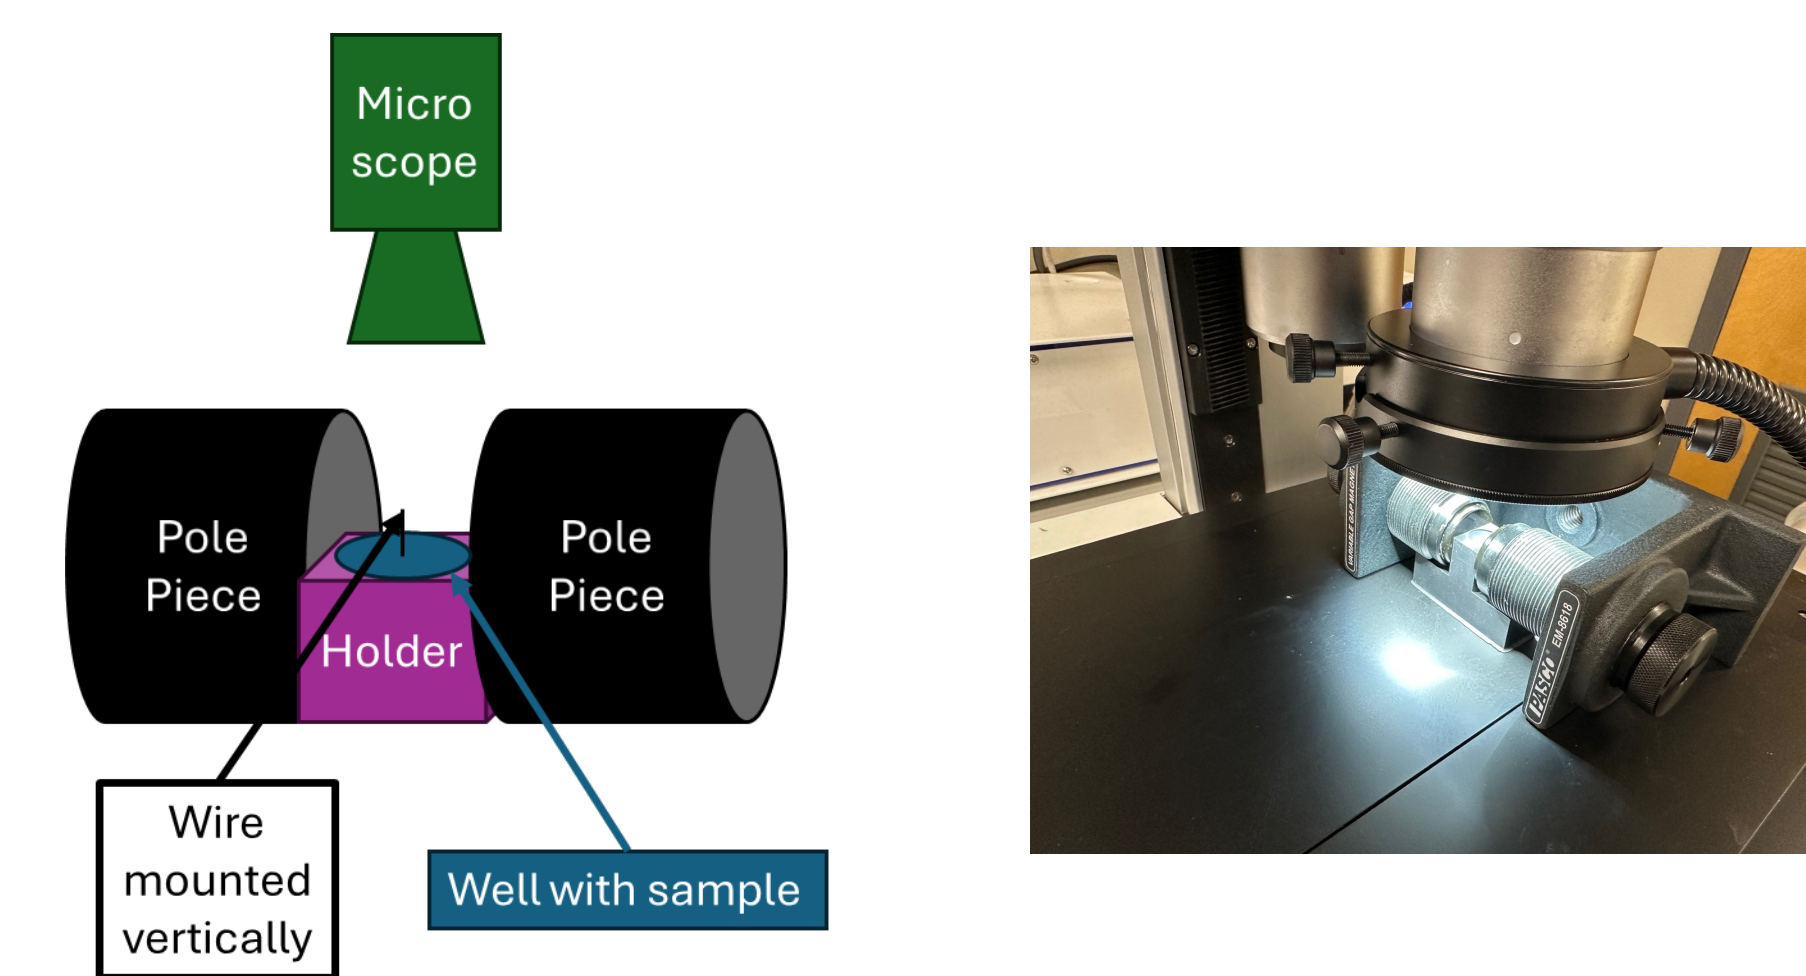 Micro
scope
Pole
Piece
Pole
Piece
Holder
Wire
mounted
vertically
Well with sample
VARIABLE GAP MAGNET
PASCO® EM-8618